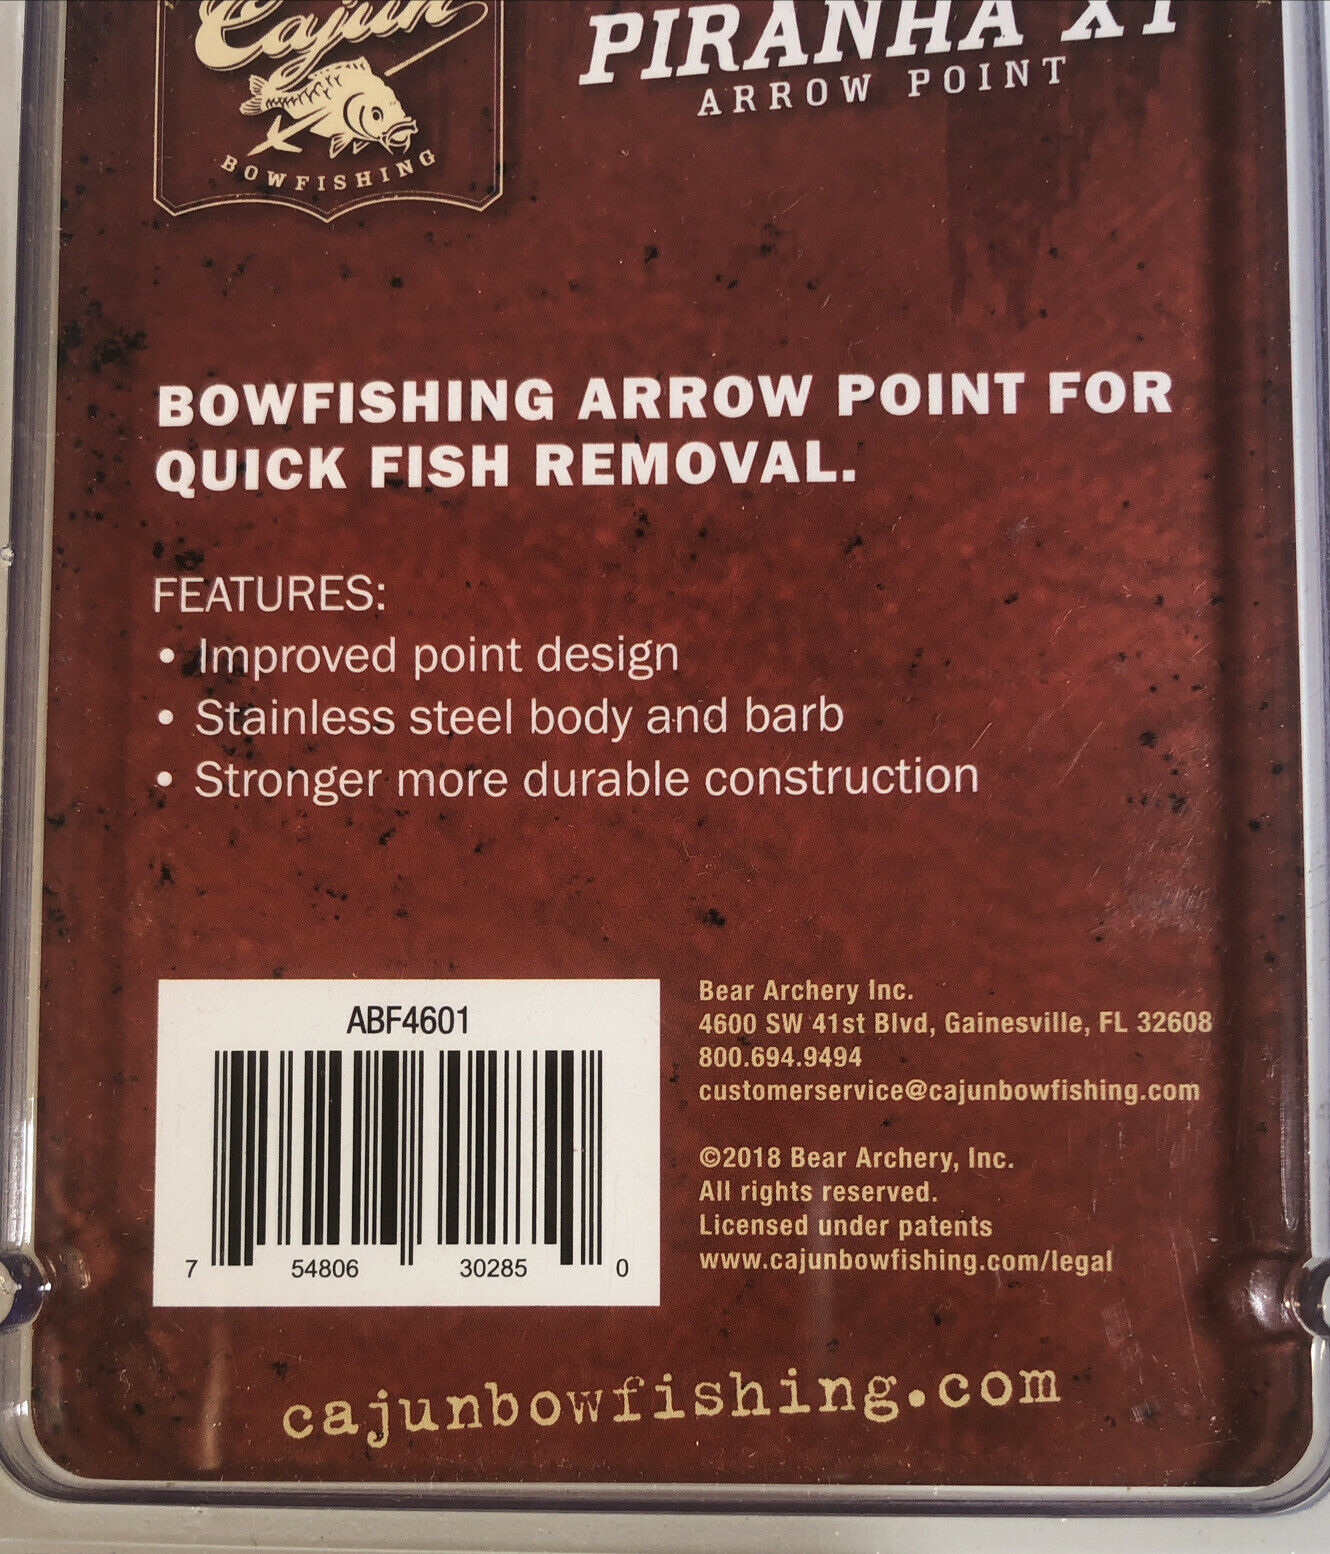 Cajun
BOWFISHING
PIRANHA XT
ARROW POINT
BOWFISHING ARROW POINT FOR
QUICK FISH REMOVAL.
FEATURES:
• Improved point design
• Stainless steel body and barb
• Stronger more durable construction
ABF4601
7 54806 30285 0
Bear Archery Inc.
4600 SW 41st Blvd, Gainesville, FL 32608
800.694.9494
customerservice@cajunbowfishing.com
©2018 Bear Archery, Inc.
All rights reserved.
Licensed under patents
www.cajunbowfishing.com/legal
cajunbowfishing.com